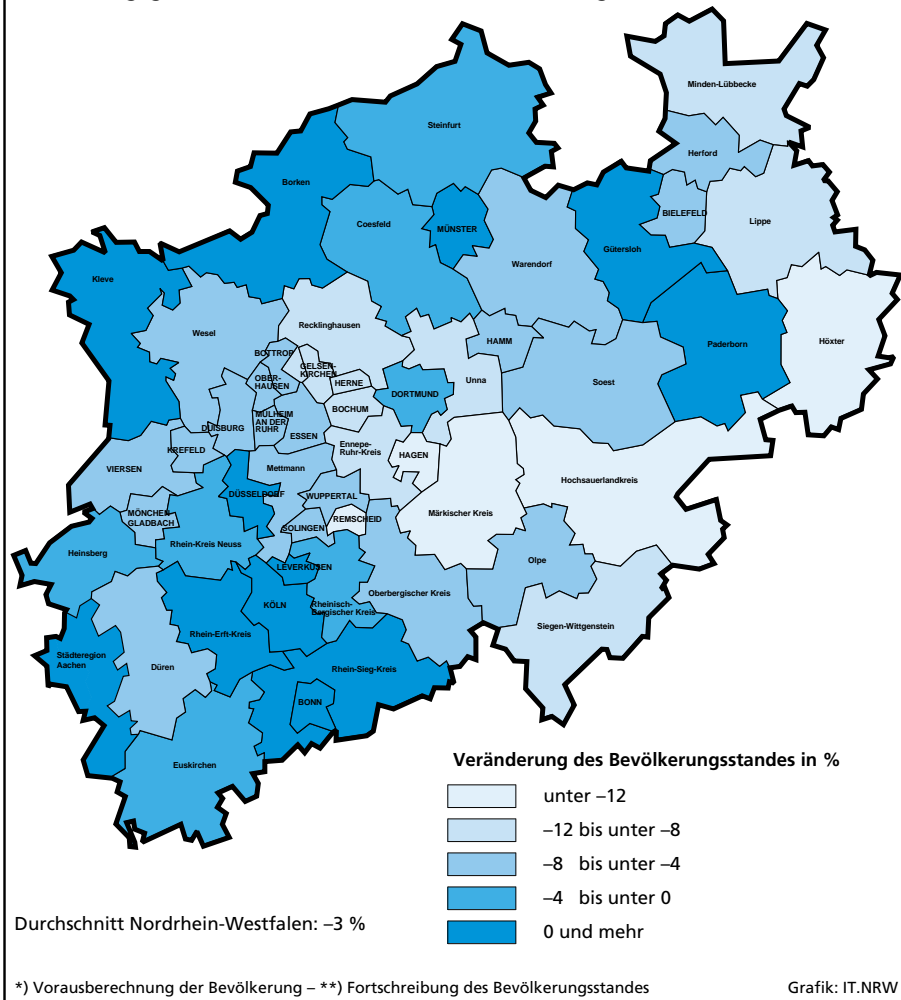 Minden-Lübbecke
Steinfurt
Herford
Borken
BIELEFELD
Lippe
Coesfeld
MÜNSTER
Gütersloh
Warendorf
Kleve
Recklinghausen
Wesel
HAMM
Paderborn
Höxter
BOTTROP
GELSEN-
KIRCHEN
OBER-
HAUSEN
HERNE
Unna
Soest
DORTMUND
BOCHUM
MÜLHEIM
AN DER
RUHR
DUISBURG
ESSEN
Ennepe-
Ruhr-Kreis
HAGEN
KREFELD
VIERSEN
Mettmann
Hochsauerlandkreis
DÜSSELDORF
WUPPERTAL
MÖNCHEN
GLADBACH
REMSCHEID
Märkischer Kreis
SOLINGEN
Rhein-Kreis Neuss
Heinsberg
Olpe
LEVERKUSEN
Oberbergischer Kreis
KÖLN
Rheinisch-
Bergischer Kreis
Siegen-Wittgenstein
Rhein-Erft-Kreis
Städteregion
Aachen
Düren
Rhein-Sieg-Kreis
BONN
Euskirchen
Veränderung des Bevölkerungsstandes in %
unter –12
–12 bis unter –8
–8 bis unter –4
–4 bis unter 0
0 und mehr
Durchschnitt Nordrhein-Westfalen: –3 %
*) Vorausberechnung der Bevölkerung – **) Fortschreibung des Bevölkerungsstandes
Grafik: IT.NRW